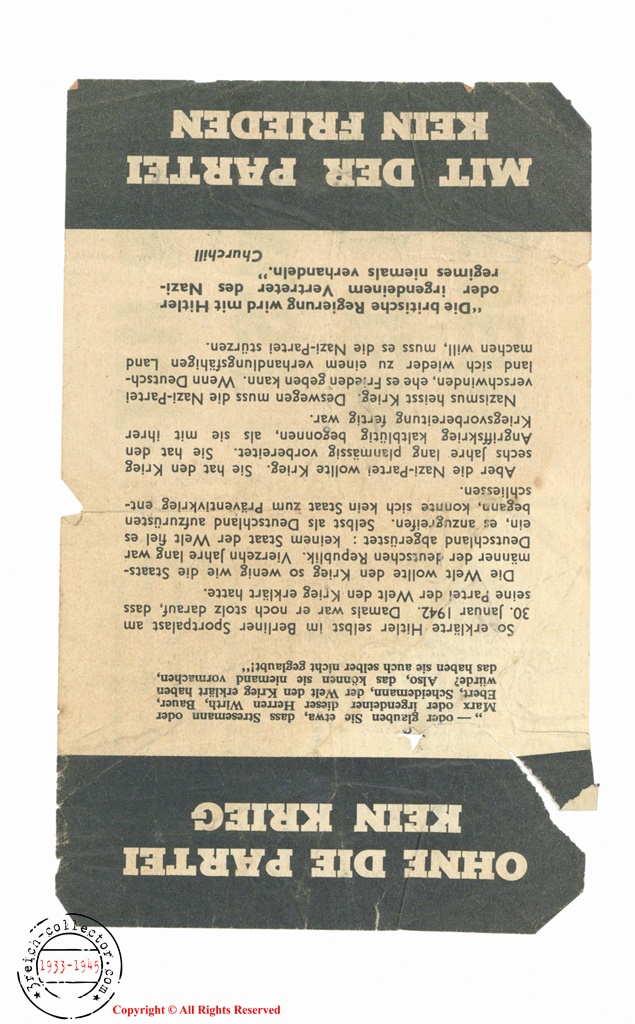 OHNE DIE PARTEI
KEIN KRIEG
„— oder glauben Sie etwa, dass Stresemann oder
Marx oder irgendeiner dieser Herren Wirth, Bauer,
Ebert, Scheidemann, der Welt den Krieg erklärt haben
würde? Also, das können sie niemand vormachen,
das haben sie auch selber nicht geglaubt!“
So erklärte Hitler selbst im Berliner Sportpalast am
30. Januar 1942. Damals war er noch stolz darauf, dass
seine Partei der Welt den Krieg erklärt hatte.
Die Welt wollte den Krieg so wenig wie die Staats-
männer der deutschen Republik. Vierzehn Jahre lang war
Deutschland abgerüstet : keinem Staat der Welt fiel es
ein, es anzugreifen. Selbst als Deutschland aufzurüsten
begann, konnte sich kein Staat zum Präventivkrieg ent-
schliessen.
Aber die Nazi-Partei wollte Krieg. Sie hat den Krieg
sechs Jahre lang planmässig vorbereitet. Sie hat den
Angriffskrieg kaltblütig begonnen, als sie mit ihrer
Kriegsvorbereitung fertig war.
Nazismus heisst Krieg. Deswegen muss die Nazi-Partei
verschwinden, ehe es Frieden geben kann. Wenn Deutsch-
land sich wieder zu einem verhandlungsfähigen Land
machen will, muss es die Nazi-Partei stürzen.
“Die britische Regierung wird mit Hitler
oder irgendeinem Vertreter des Nazi-
regimes niemals verhandeln.”
Churchill
MIT DER PARTEI
KEIN FRIEDEN
3reich-collector.com
1933-1945
Copyright © All Rights Reserved